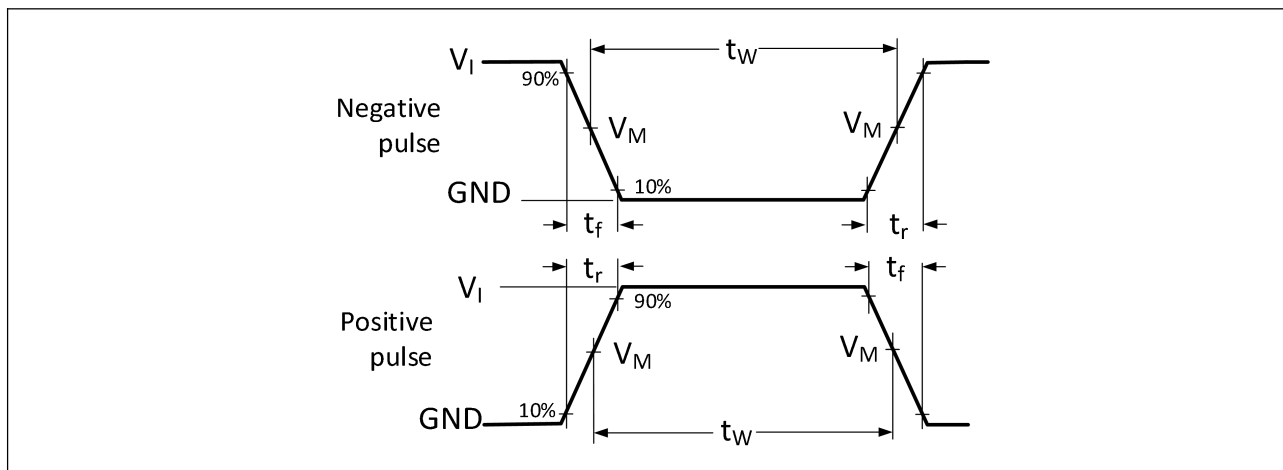 t_W
V_I
90%
Negative
pulse
V_M
V_M
GND
10%
t_f
t_r
t_r
t_f
V_I
90%
Positive
pulse
V_M
V_M
GND
10%
t_W